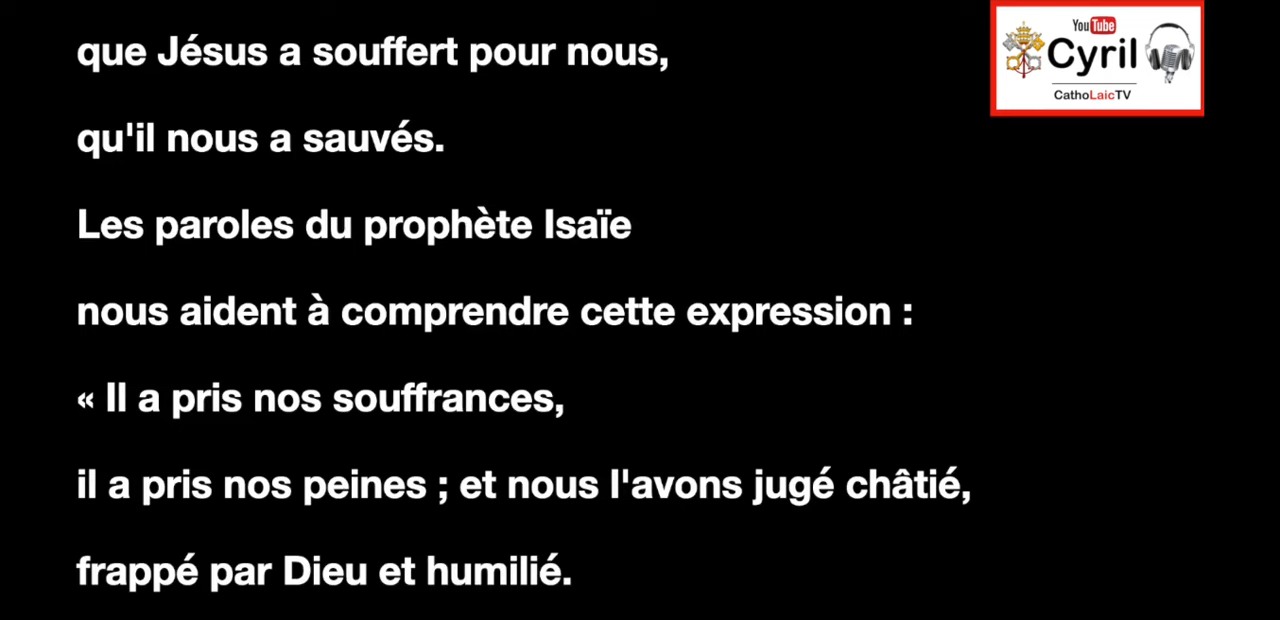 que Jésus a souffert pour nous,
qu'il nous a sauvés.
Les paroles du prophète Isaïe
nous aident à comprendre cette expression :
« Il a pris nos souffrances,
il a pris nos peines ; et nous l'avons jugé châtié,
frappé par Dieu et humilié.
YouTube
Cyril
CathoLaicTV